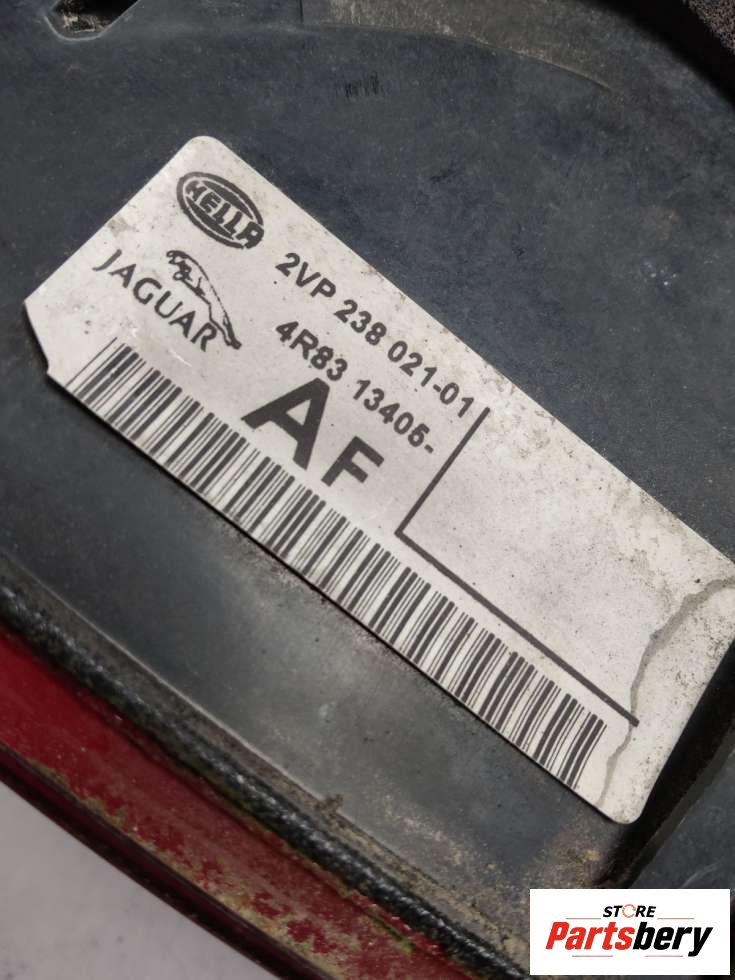 HELLA
2VP 238 021-01
JAGUAR
4R83 13405-
AF
STORE
Partsbery